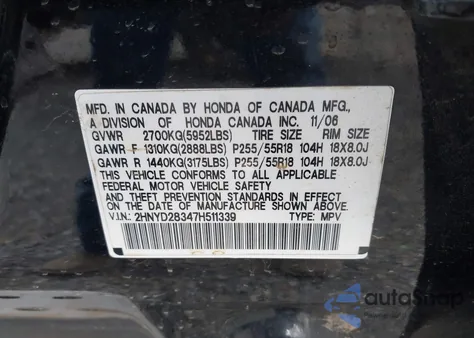 MFD. IN CANADA BY HONDA OF CANADA MFG.,
A DIVISION OF HONDA CANADA INC. 11/06
GVWR 2700KG(5952LBS) TIRE SIZE RIM SIZE
GAWR F 1310KG(2888LBS) P255/55R18 104H 18X8.0J
GAWR R 1440KG(3175LBS) P255/55R18 104H 18X8.0J
THIS VEHICLE CONFORMS TO ALL APPLICABLE
FEDERAL MOTOR VEHICLE SAFETY
AND THEFT PREVENTION STANDARDS IN EFFECT
ON THE DATE OF MANUFACTURE SHOWN ABOVE.
V.I.N.: 2HNYD28347H511339 TYPE: MPV
autoSnap